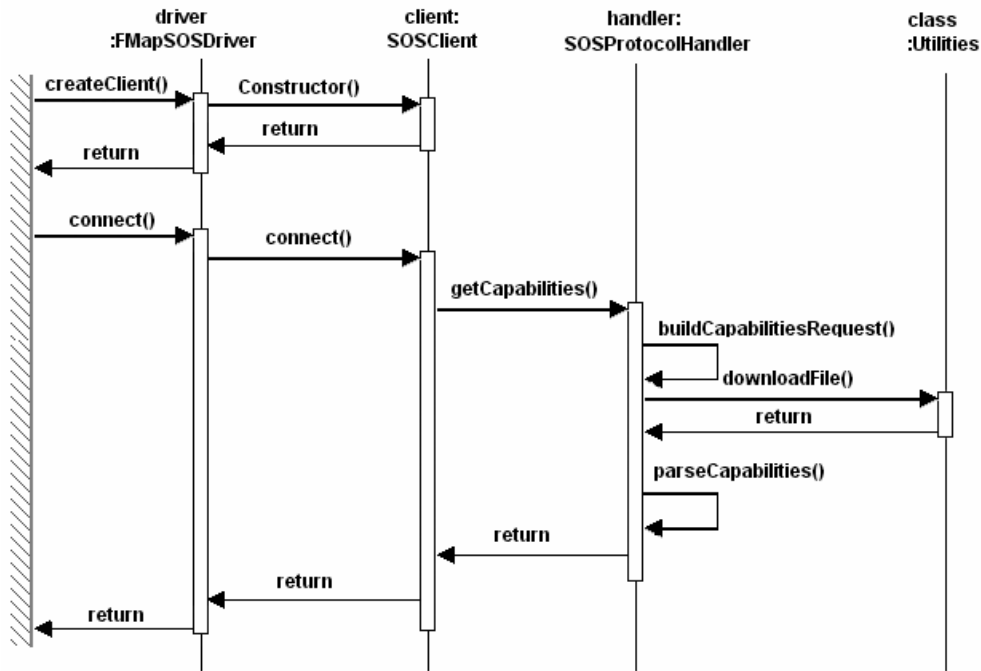 driver
:FMapSOSDriver
client:
SOSClient
handler:
SOSProtocolHandler
class
:Utilities
createClient()
Constructor()
return
return
connect()
connect()
getCapabilities()
buildCapabilitiesRequest()
downloadFile()
return
parseCapabilities()
return
return
return